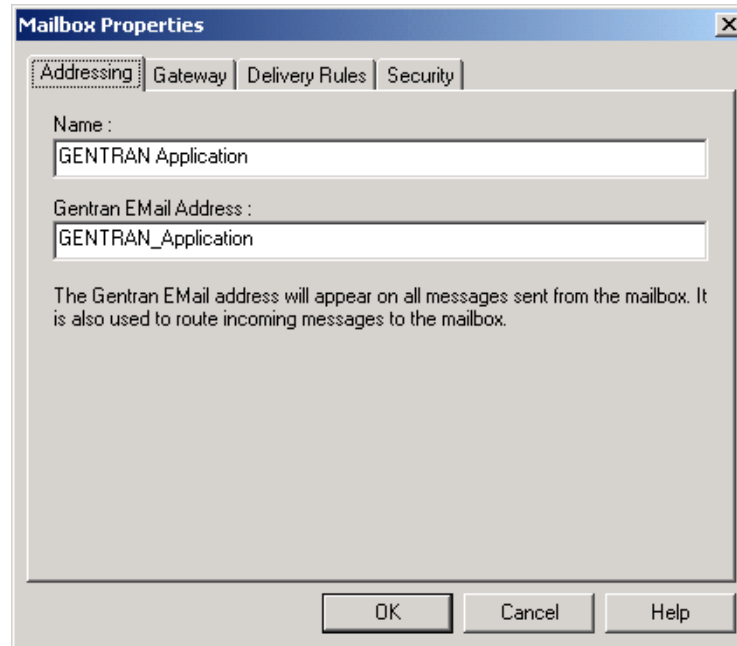 Mailbox Properties
Addressing Gateway Delivery Rules Security
Name :
GENTRAN Application
Gentran EMail Address :
GENTRAN_Application
The Gentran EMail address will appear on all messages sent from the mailbox. It
is also used to route incoming messages to the mailbox.
OK Cancel Help